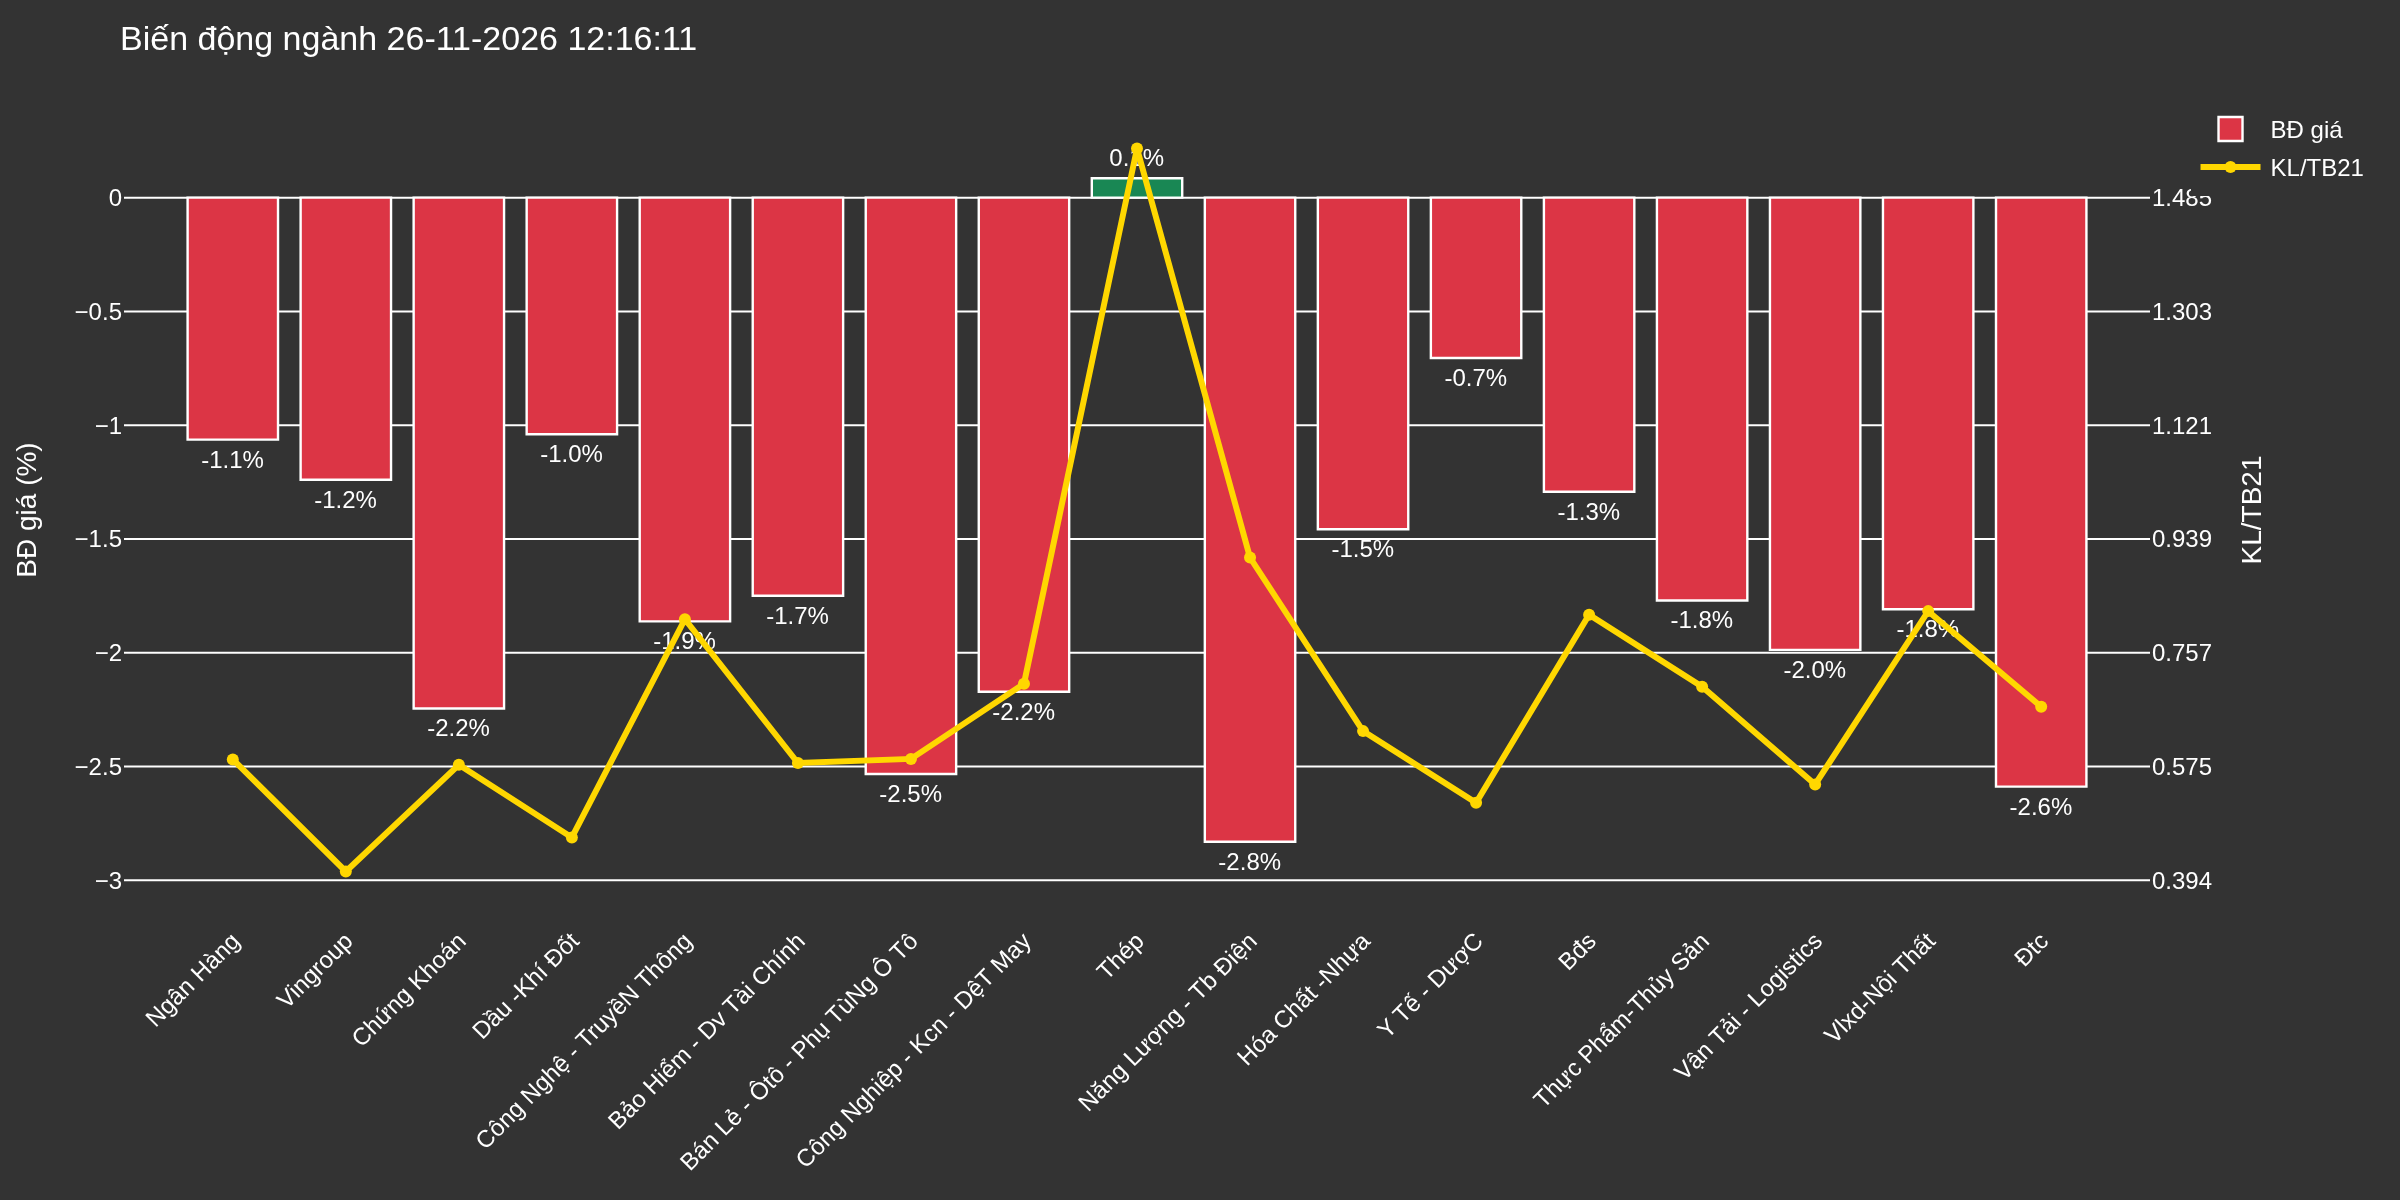 Biến động ngành 26-11-2026 12:16:11
BĐ giá
KL/TB21
0
−0.5
−1
−1.5
−2
−2.5
−3
BĐ giá (%)
-1.1%
-1.2%
-2.2%
-1.0%
-1.9%
-1.7%
-2.5%
-2.2%
-2.8%
-1.5%
-0.7%
-1.3%
-1.8%
-2.0%
-1.8%
-2.6%
1.485
1.303
1.121
0.939
0.757
0.575
0.394
KL/TB21
Ngân Hàng
Vingroup
Chứng Khoán
Dầu -Khí Đốt
Công Nghệ - TruyềN Thông
Bảo Hiểm - Dv Tài Chính
Bán Lẻ - Ôtô - Phụ TùNg Ô Tô
Công Nghiệp - Kcn - DệT May
Thép
Năng Lượng - Tb Điện
Hóa Chất -Nhựa
Y Tế - DượC
Bđs
Thực Phẩm-Thủy Sản
Vận Tải - Logistics
Vlxd-Nội Thất
Đtc